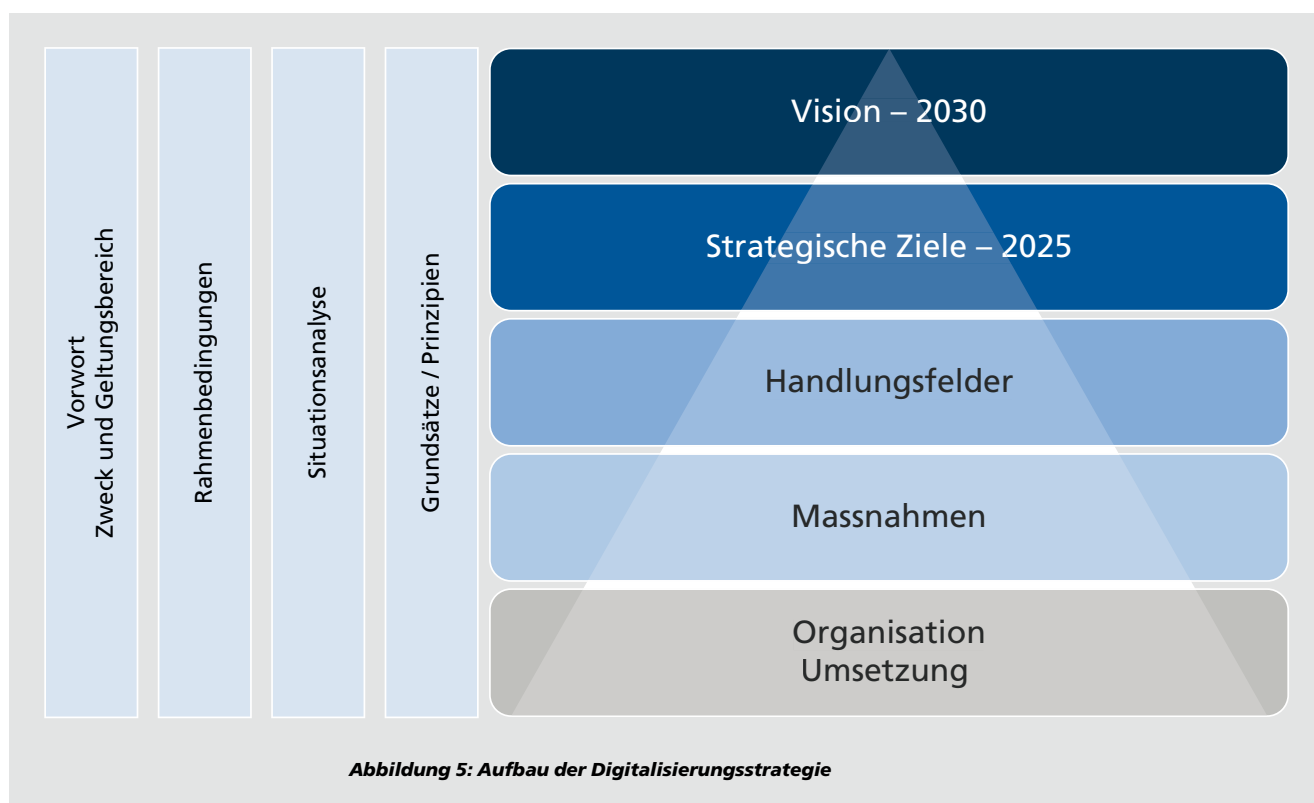 Vorwort
Zweck und Geltungsbereich
Rahmenbedingungen
Situationsanalyse
Grundsätze / Prinzipien
Vision – 2030
Strategische Ziele – 2025
Handlungsfelder
Massnahmen
Organisation
Umsetzung
Abbildung 5: Aufbau der Digitalisierungsstrategie